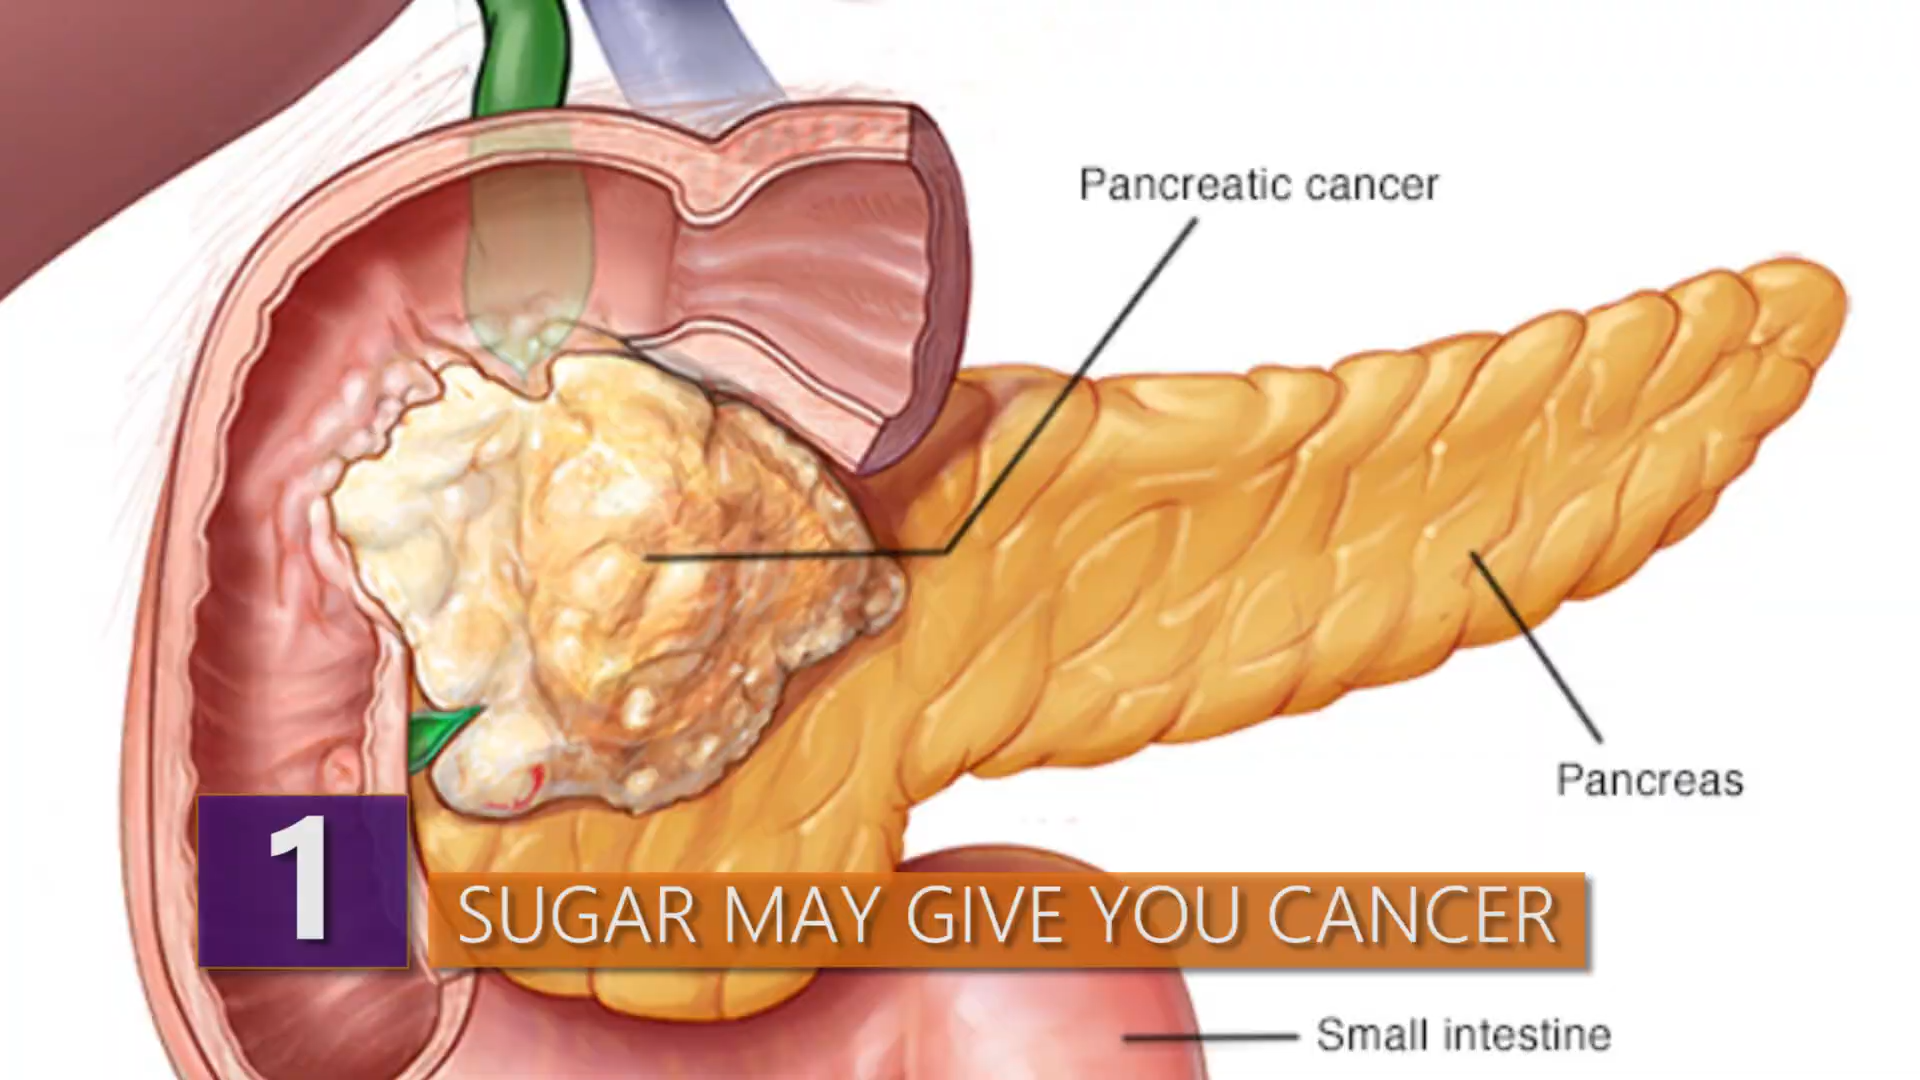 Pancreatic cancer
Pancreas
1
SUGAR MAY GIVE YOU CANCER
Small intestine